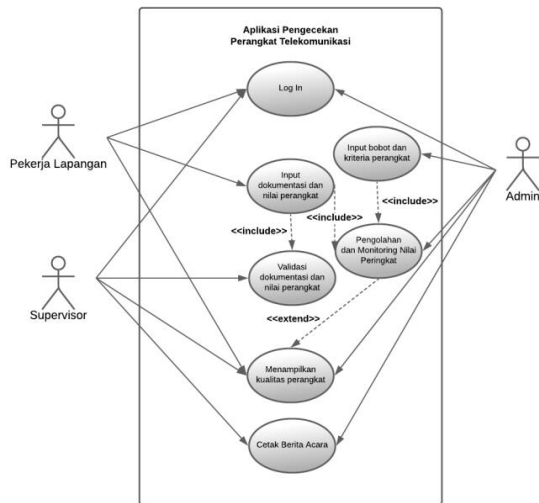 Aplikasi Pengecekan
Perangkat Telekomunikasi
Log In
Pekerja Lapangan
Input bobot dan
kriteria perangkat
Admin
Input
dokumentasi dan
nilai perangkat
<<include>>
<<include>>
<<include>>
Pengolahan
dan Monitoring Nilai
Peringkat
Validasi
dokumentasi dan
nilai perangkat
Supervisor
<<extend>>
Menampilkan
kualitas perangkat
Cetak Berita Acara